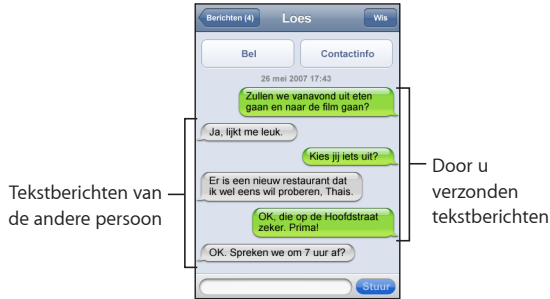 Berichten (4)
Loes
Wis
Bel
Contactinfo
26 mei 2007 17:43
Zullen we vanavond uit eten
gaan en naar de film gaan?
Ja, lijkt me leuk.
Kies jij iets uit?
Er is een nieuw restaurant dat
ik wel eens wil proberen, Thais.
OK, die op de Hoofdstraat
zeker. Prima!
OK. Spreken we om 7 uur af?
Stuur
Tekstberichten van
de andere persoon
Door u
verzonden
tekstberichten